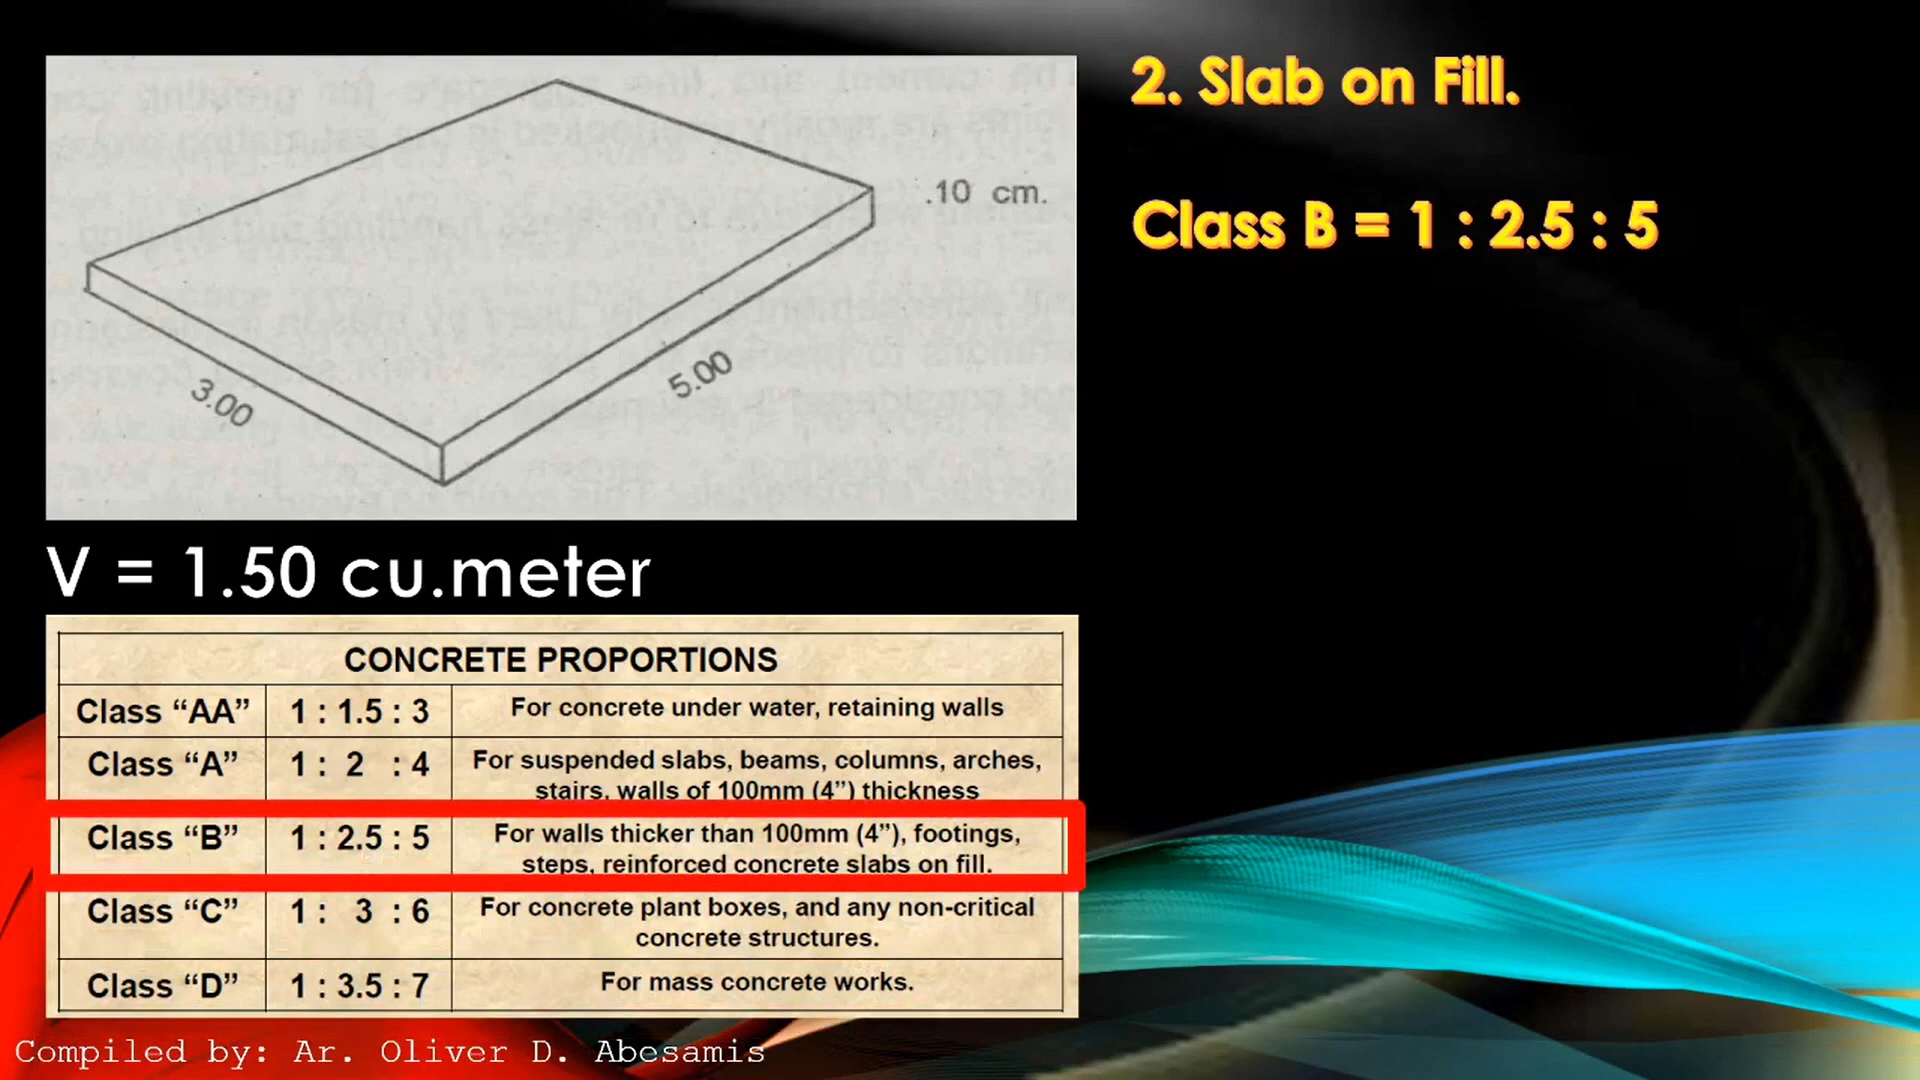 2. Slab on Fill.
Class B = 1 : 2.5 : 5
.10 cm.
3.00
5.00
V = 1.50 cu.meter
CONCRETE PROPORTIONS
Class “AA” 1 : 1.5 : 3 For concrete under water, retaining walls
Class “A” 1 : 2 : 4 For suspended slabs, beams, columns, arches,
stairs, walls of 100mm (4”) thickness
Class “B” 1 : 2.5 : 5 For walls thicker than 100mm (4”), footings,
steps, reinforced concrete slabs on fill.
Class “C” 1 : 3 : 6 For concrete plant boxes, and any non-critical
concrete structures.
Class “D” 1 : 3.5 : 7 For mass concrete works.
Compiled by: Ar. Oliver D. Abesamis